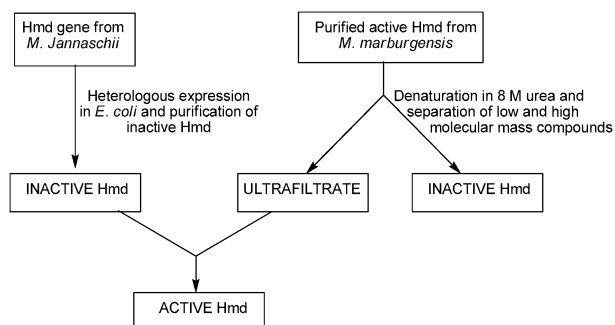 Hmd gene from
M. Jannaschii
Purified active Hmd from
M. marburgensis
Heterologous expression
in E. coli and purification of
inactive Hmd
Denaturation in 8 M urea and
separation of low and high
molecular mass compounds
INACTIVE Hmd
ULTRAFILTRATE
INACTIVE Hmd
ACTIVE Hmd